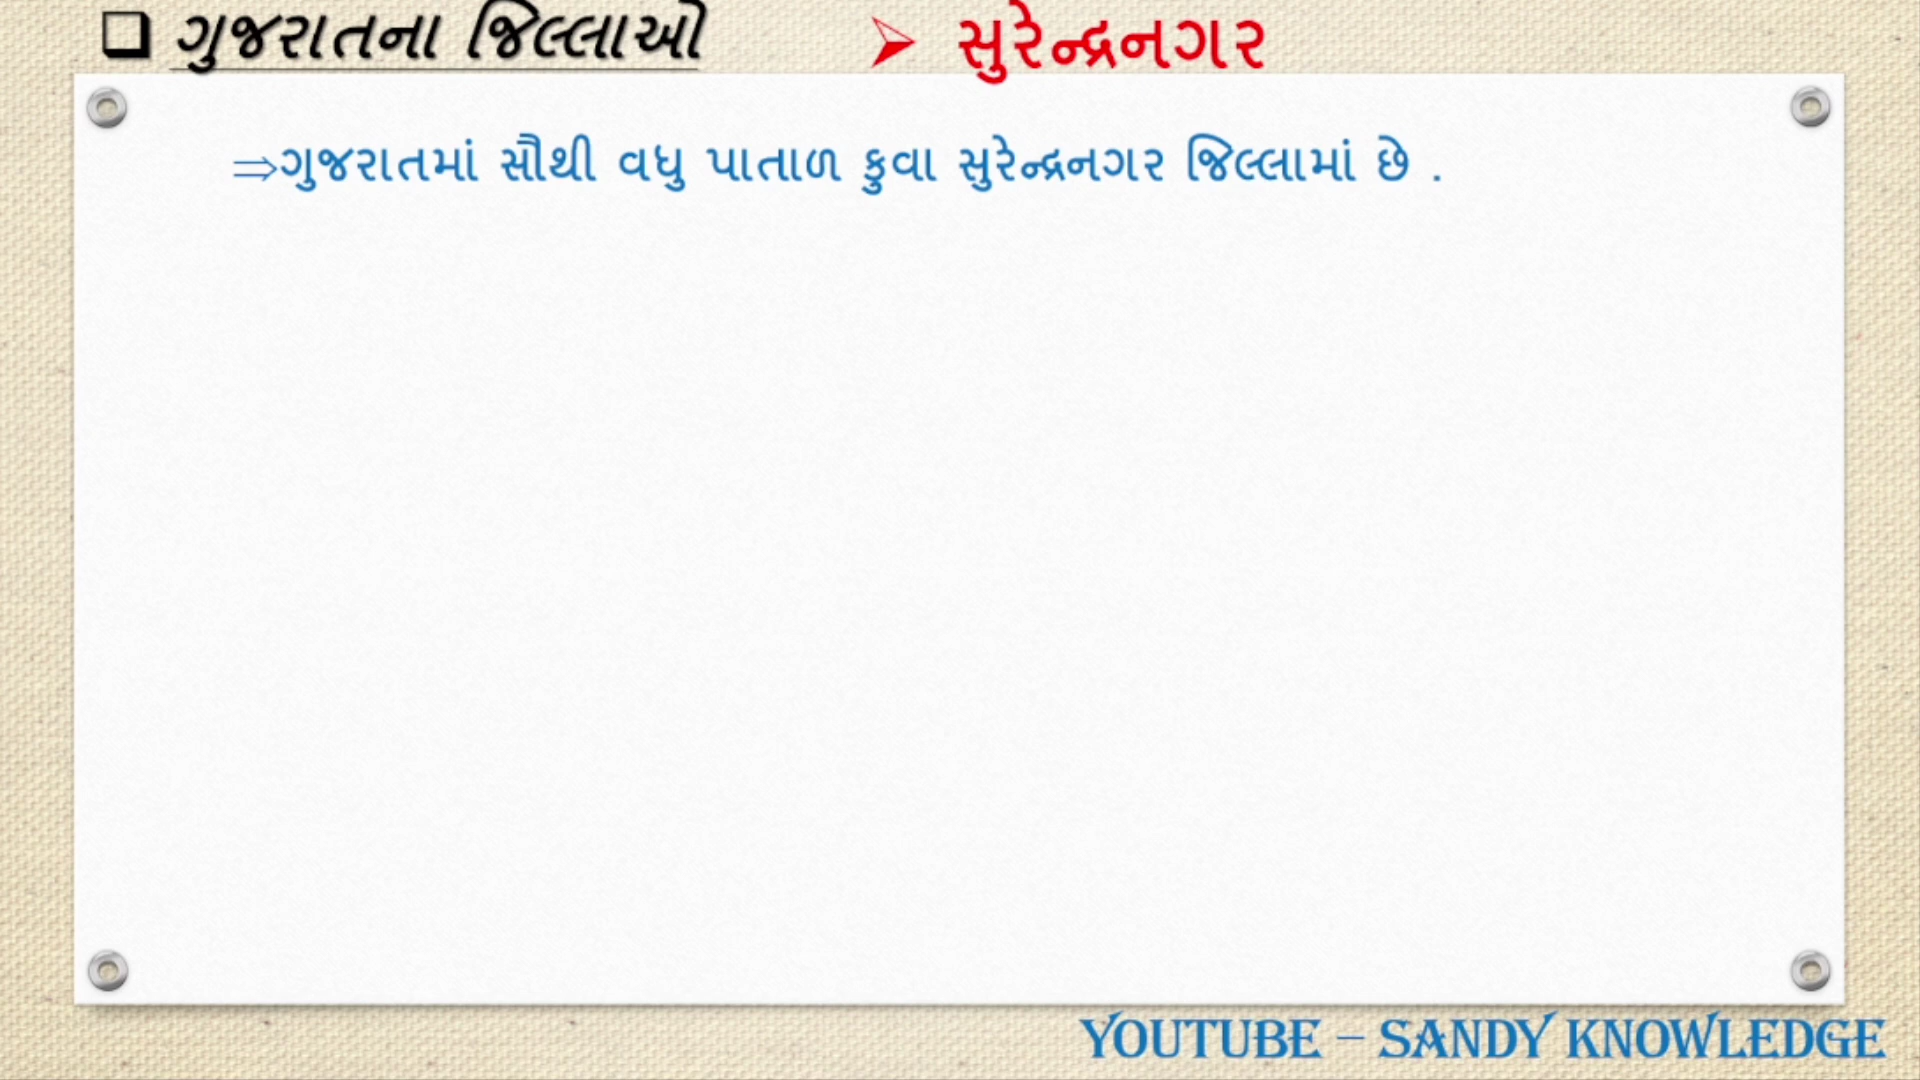 ❑ ગુજરાતના જિલ્લાઓ
➢ સુરેન્દ્રનગર
⇒ગુજરાતમાં સૌથી વધુ પાતાળ કુવા સુરેન્દ્રનગર જિલ્લામાં છે .
YOUTUBE – SANDY KNOWLEDGE